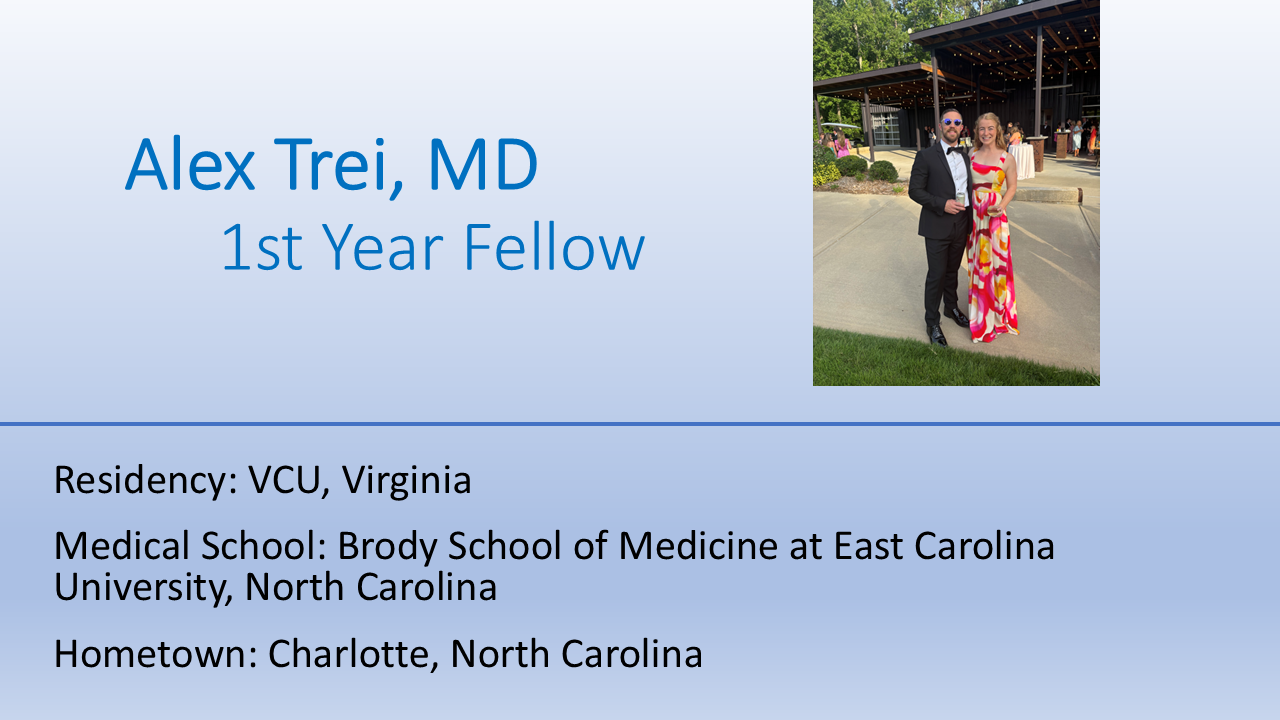 Alex Trei, MD
1st Year Fellow
Residency: VCU, Virginia
Medical School: Brody School of Medicine at East Carolina
University, North Carolina
Hometown: Charlotte, North Carolina